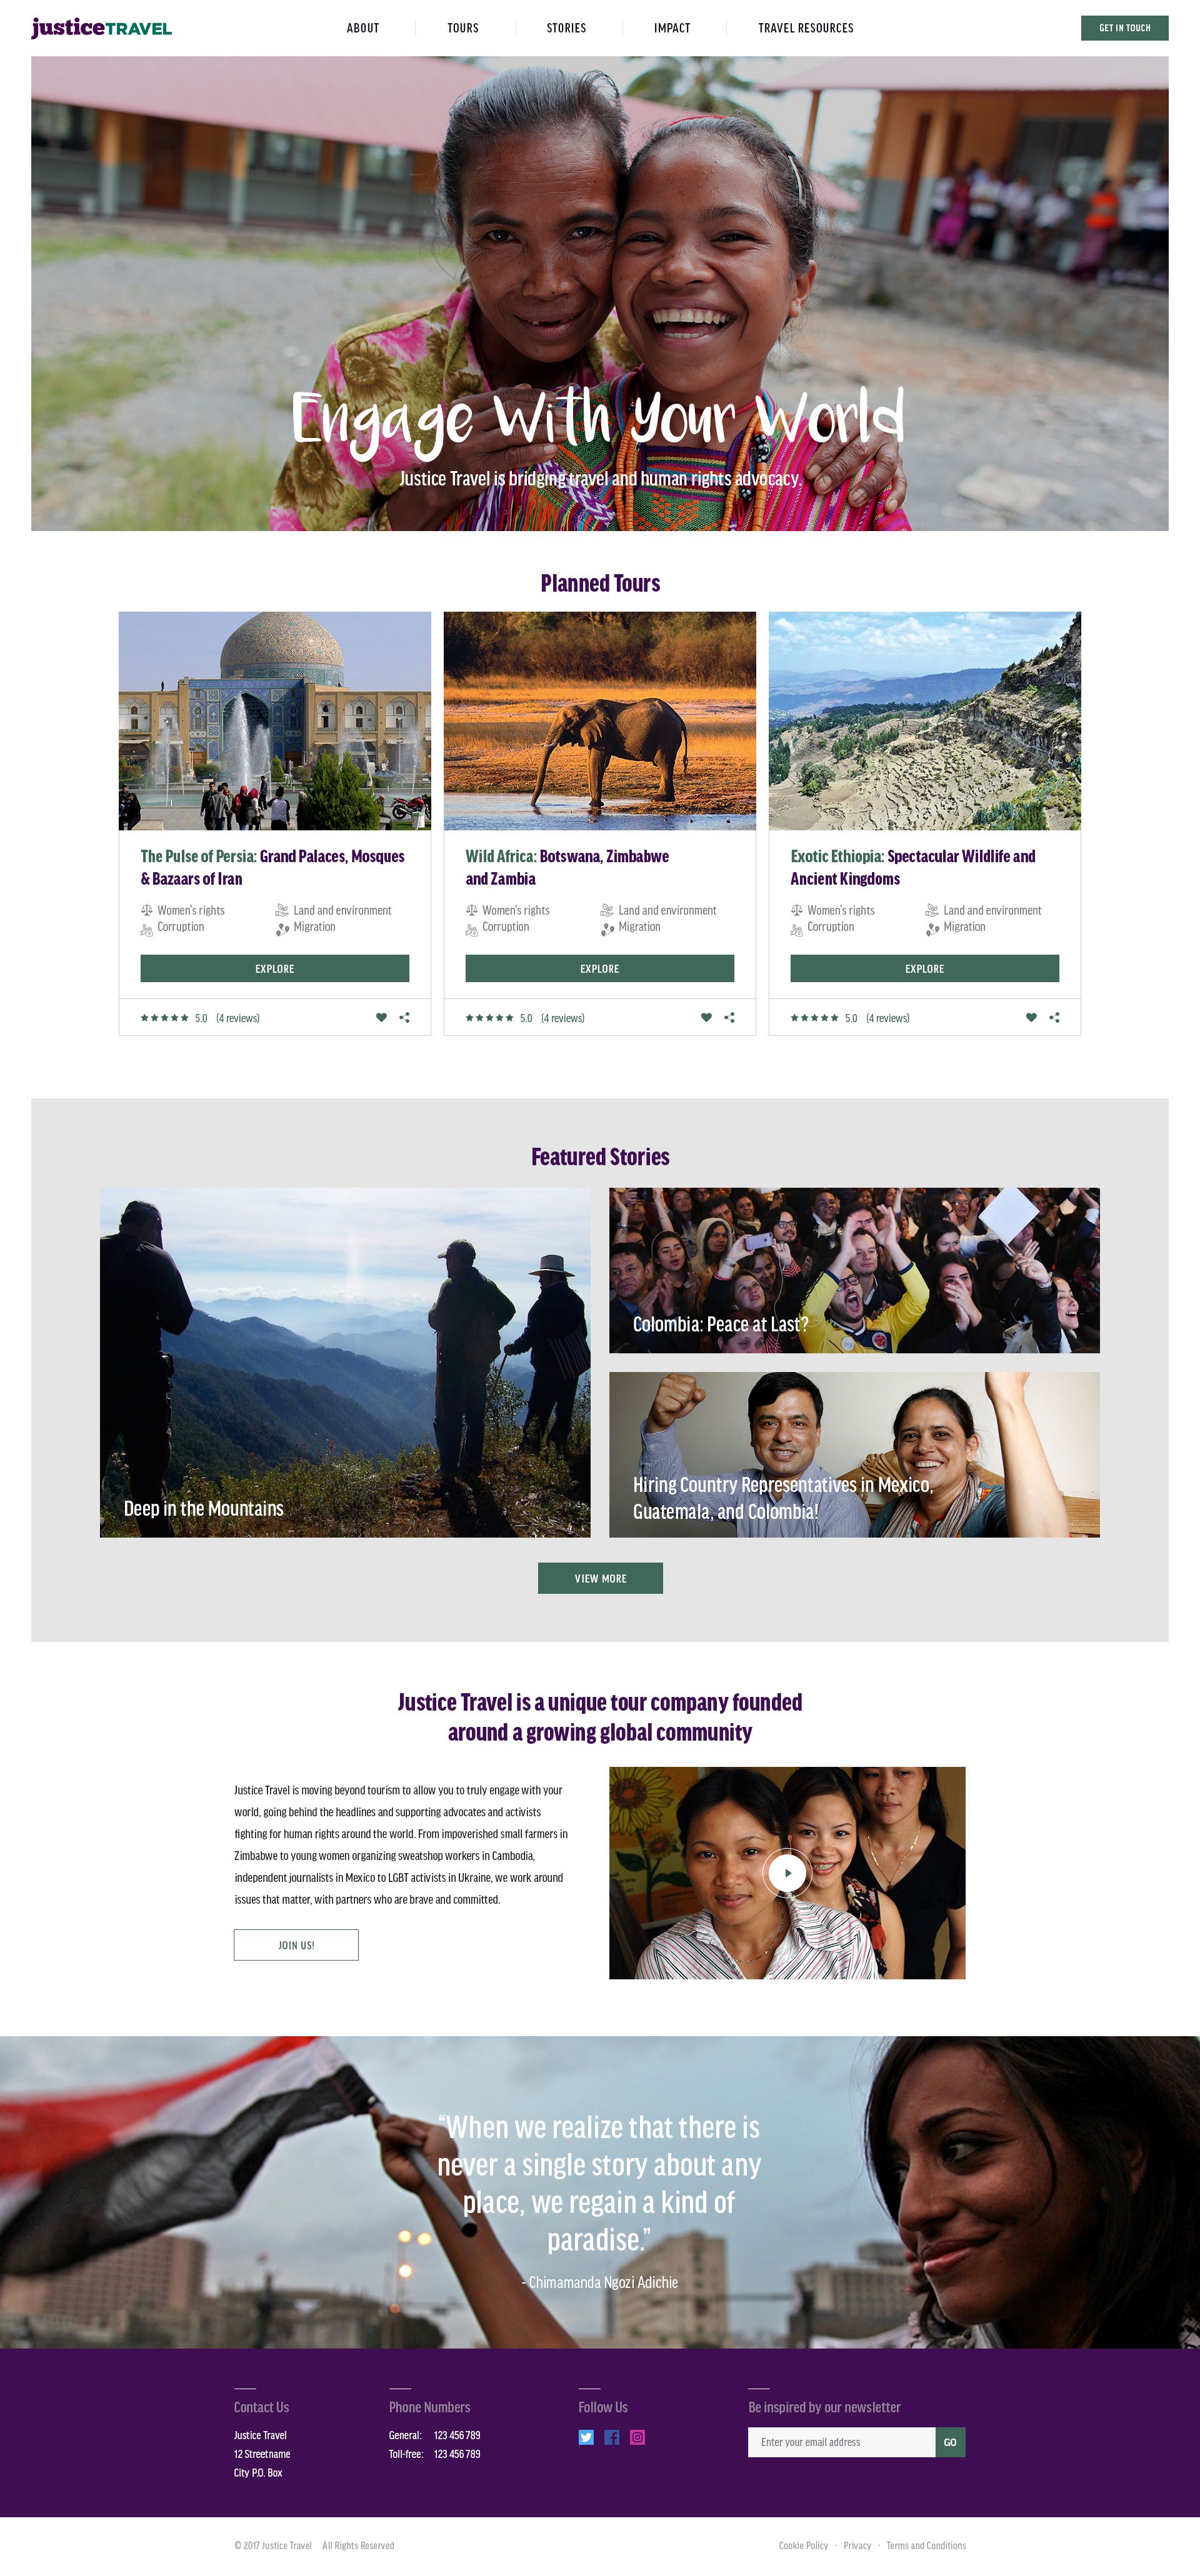 justiceTRAVEL
ABOUT
TOURS
STORIES
IMPACT
TRAVEL RESOURCES
GET IN TOUCH
Engage With Your World
Justice Travel is bridging travel and human rights advocacy.
Planned Tours
The Pulse of Persia: Grand Palaces, Mosques
& Bazaars of Iran
Women's rights
Land and environment
Corruption
Migration
EXPLORE
5.0 (4 reviews)
Wild Africa: Botswana, Zimbabwe
and Zambia
Women's rights
Land and environment
Corruption
Migration
EXPLORE
5.0 (4 reviews)
Exotic Ethiopia: Spectacular Wildlife and
Ancient Kingdoms
Women's rights
Land and environment
Corruption
Migration
EXPLORE
5.0 (4 reviews)
Featured Stories
Deep in the Mountains
Colombia: Peace at Last?
Hiring Country Representatives in Mexico,
Guatemala, and Colombia!
VIEW MORE
Justice Travel is a unique tour company founded
around a growing global community
Justice Travel is moving beyond tourism to allow you to truly engage with your
world, going behind the headlines and supporting advocates and activists
fighting for human rights around the world. From impoverished small farmers in
Zimbabwe to young women organizing sweatshop workers in Cambodia,
independent journalists in Mexico to LGBT activists in Ukraine, we work around
issues that matter, with partners who are brave and committed.
JOIN US!
“When we realize that there is
never a single story about any
place, we regain a kind of
paradise.”
- Chimamanda Ngozi Adichie
Contact Us
Justice Travel
12 Streetname
City P.O. Box
Phone Numbers
General: 123 456 789
Toll-free: 123 456 789
Follow Us
Be inspired by our newsletter
Enter your email address
GO
© 2017 Justice Travel All Rights Reserved
Cookie Policy · Privacy · Terms and Conditions